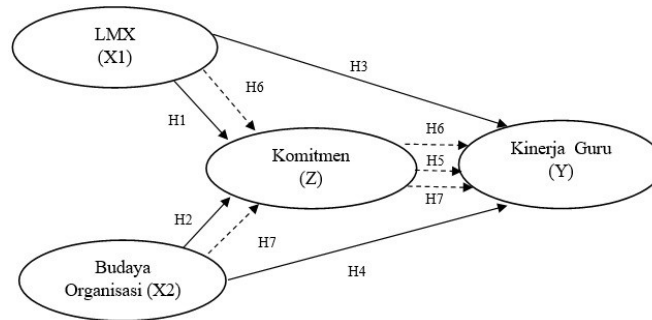 LMX
(X1)
H3
H6
H1
H6
Komitmen
(Z)
H5
Kinerja Guru
(Y)
H7
H2
H7
Budaya
Organisasi (X2)
H4